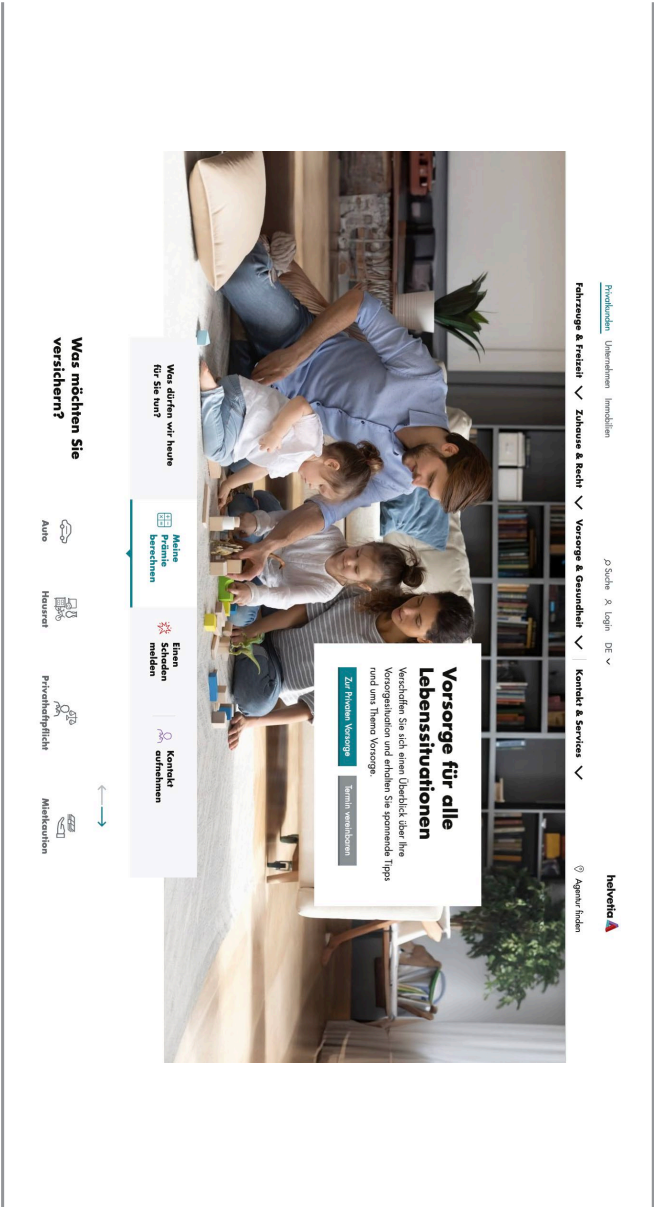 Privatkunden Unternehmen Immobilien Suche Login DE
helvetia
Fahrzeuge & Freizeit Zuhause & Recht Vorsorge & Gesundheit Kontakt & Services Agentur finden
Vorsorge für alle
Lebenssituationen
Verschaffen Sie sich einen Überblick über Ihre
Vorsorgesituation und erhalten Sie spannende Tipps
rund ums Thema Vorsorge.
Zur Privaten Vorsorge Termin vereinbaren
Was dürfen wir heute
für Sie tun?
Meine
Prämie
berechnen
Einen
Schaden
melden
Kontakt
aufnehmen
Was möchten Sie
versichern?
Auto Hausrat Privathaftpflicht Mietkaution